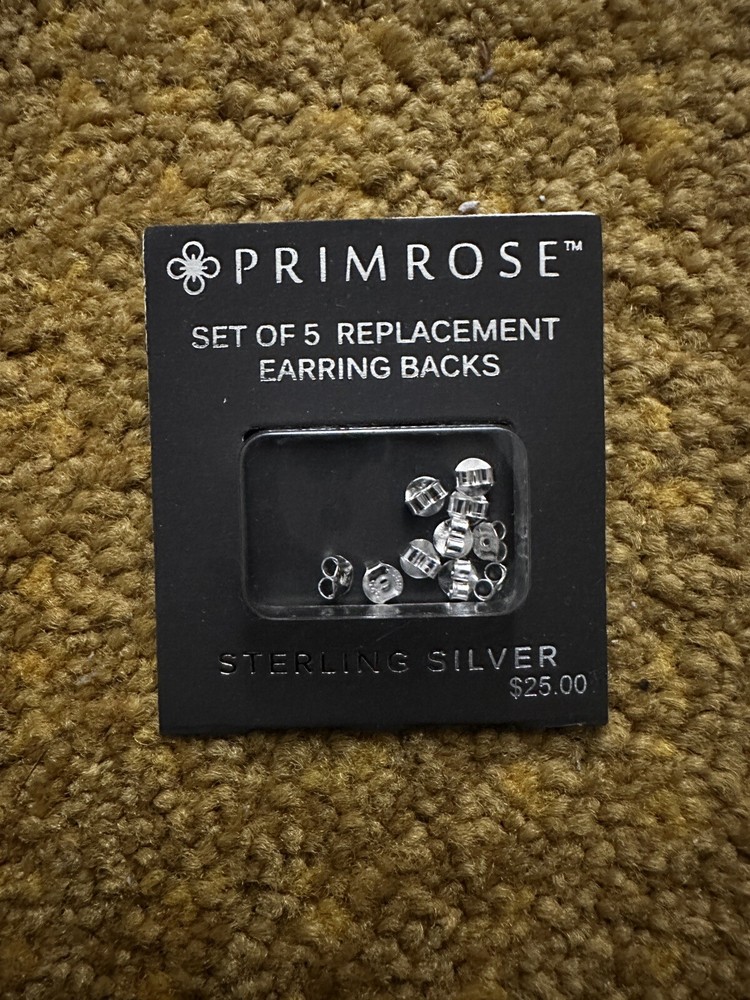 PRIMROSE™
SET OF 5 REPLACEMENT
EARRING BACKS
STERLING SILVER
$25.00